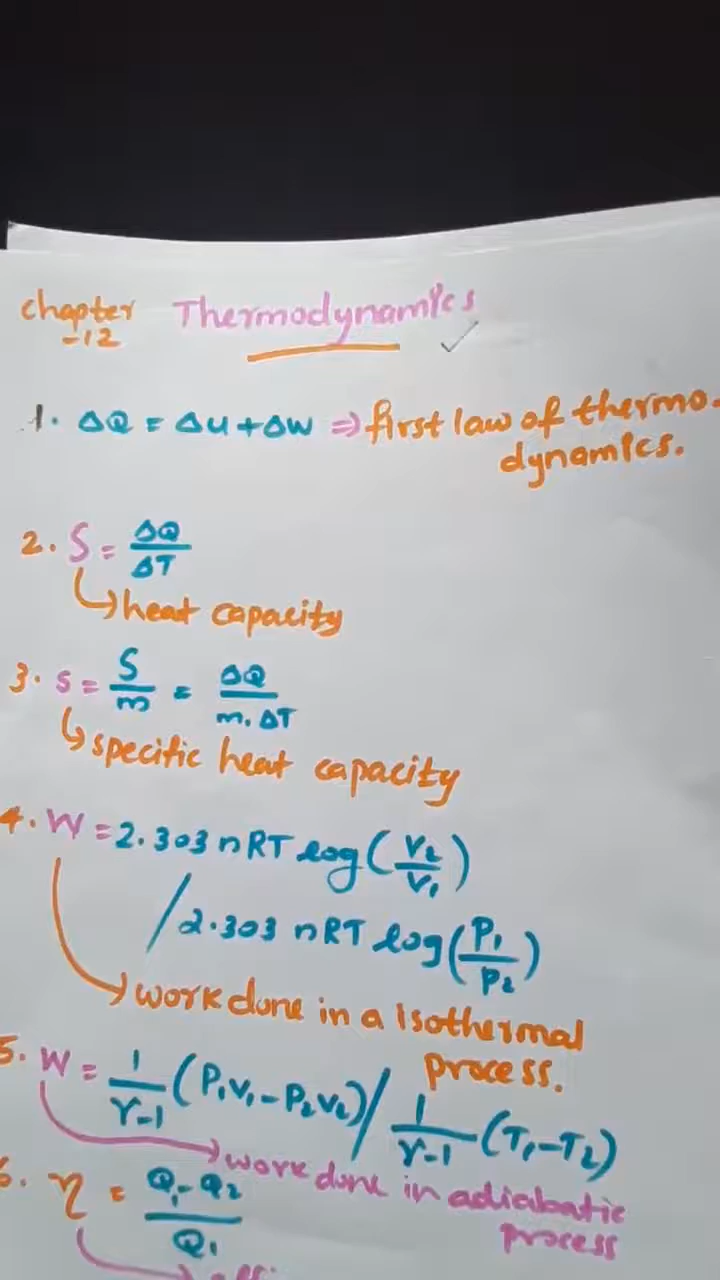 chapter Thermodynamics
-12
1. ΔQ = ΔU + ΔW ⇒ first law of thermo-
dynamics.
2. S = ΔQ/ΔT
heat capacity
3. s = S/m = ΔQ/m.ΔT
specific heat capacity
4. W = 2.303 nRT log(V₂/V₁)
/ 2.303 nRT log(P₁/P₂)
work done in a Isothermal
process.
5. W = 1/γ-1 (P₁V₁ - P₂V₂) / 1/γ-1 (T₁-T₂)
work done in adiabatic
process
6. η = Q₁-Q₂/Q₁